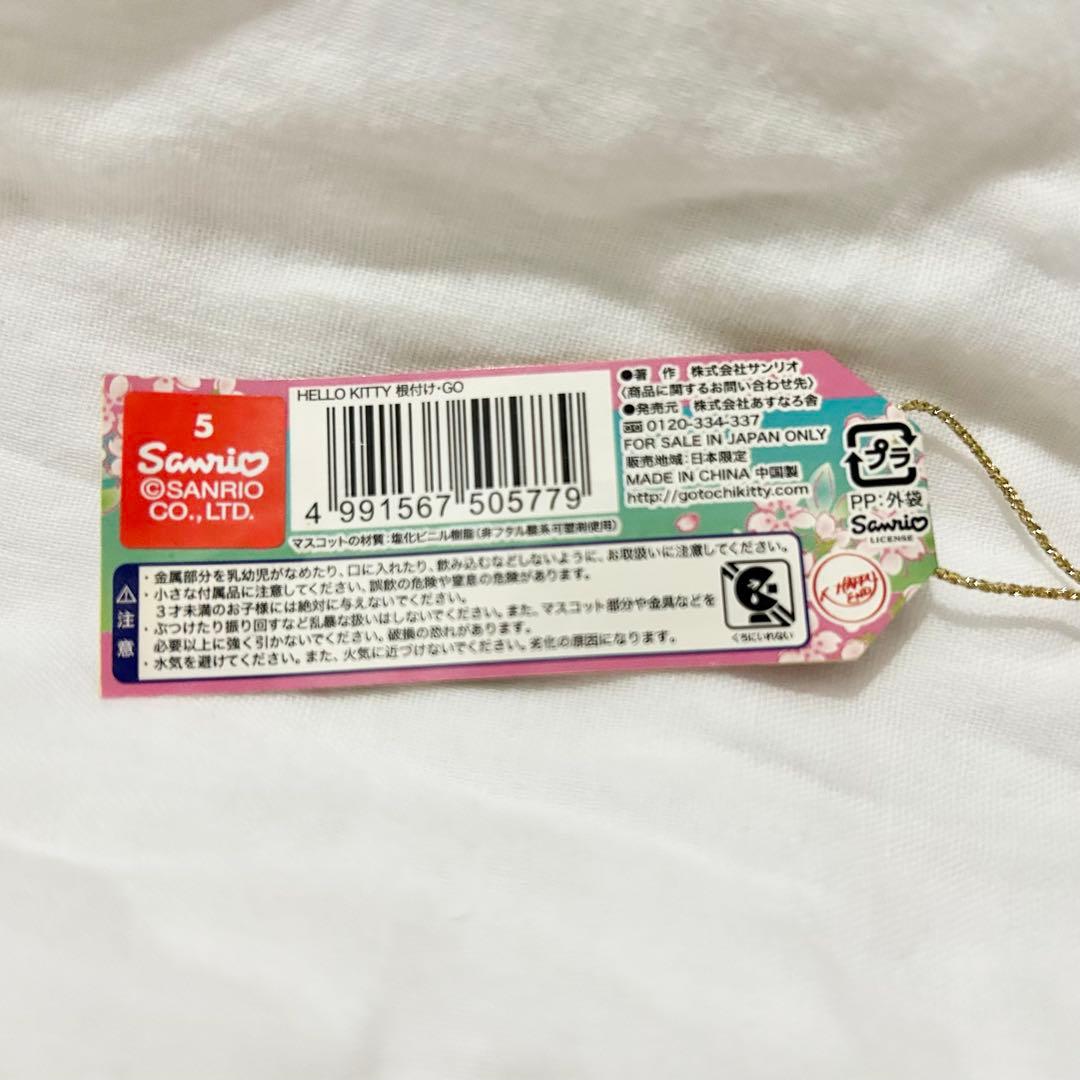 5
Sanrio
©SANRIO
CO., LTD.
HELLO KITTY 根付け・GO
4 991567 505779
マスコットの材質：塩化ビニル樹脂（非フタル酸系可塑剤使用）
●著 作 株式会社サンリオ
〈商品に関するお問い合わせ先〉
●発売元 株式会社あすなろ舎
0120-334-337
FOR SALE IN JAPAN ONLY
販売地域：日本限定
MADE IN CHINA 中国製
http://gotochikitty.com
プラ
PP：外袋
Sanrio
LICENSE
HAPPY
END
注意
・金属部分を乳幼児がなめたり、口に入れたり、飲み込むなどしないように、お取扱いに注意してください。
・小さな付属品に注意してください、誤飲の危険や窒息の危険があります。
３才未満のお子様には絶対に与えないでください。
・ぶつけたり振り回すなど乱暴な扱いはしないでください。また、マスコット部分や金具などを
必要以上に強く引かないでください。破損の恐れがあります。
・水気を避けてください。また、火気に近づけないでください。劣化の原因になります。
くちにいれない